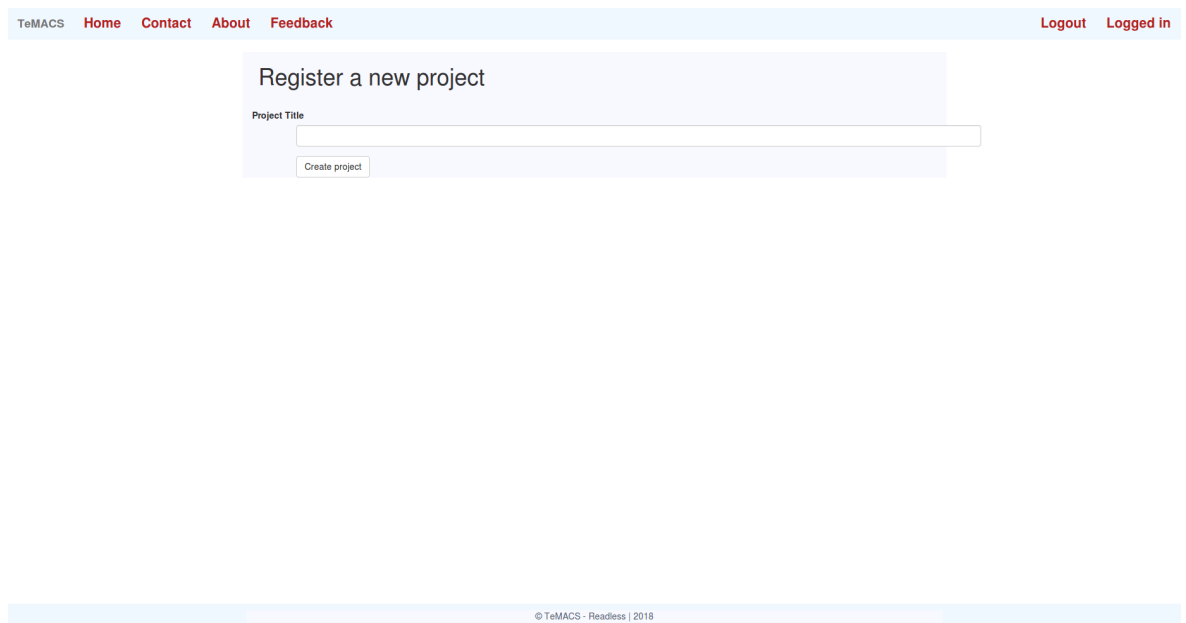 TeMACS Home Contact About Feedback Logout Logged in
Register a new project
Project Title
Create project
© TeMACS - Readless | 2018